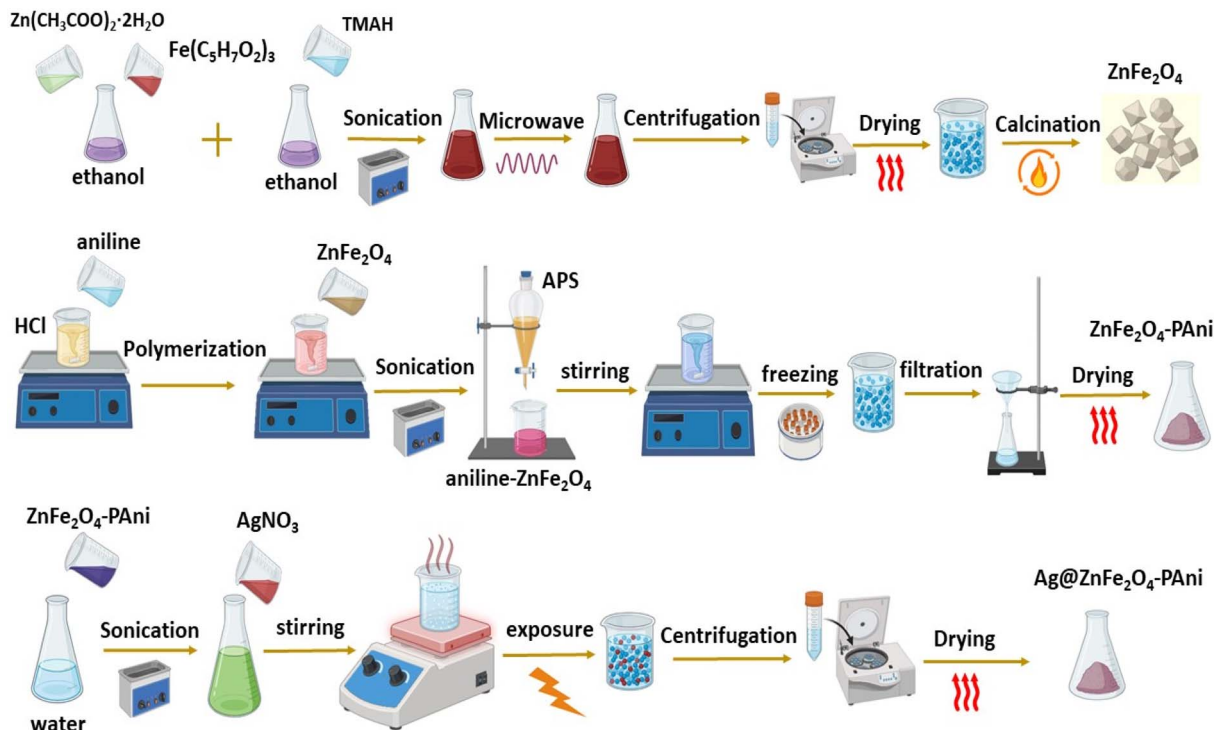 Zn(CH₃COO)₂·2H₂O
Fe(C₅H₇O₂)₃
TMAH
ethanol
ethanol
Sonication
Microwave
Centrifugation
Drying
Calcination
ZnFe₂O₄
aniline
HCl
Polymerization
ZnFe₂O₄
Sonication
APS
aniline-ZnFe₂O₄
stirring
freezing
filtration
Drying
ZnFe₂O₄-PAni
ZnFe₂O₄-PAni
water
Sonication
AgNO₃
stirring
exposure
Centrifugation
Drying
Ag@ZnFe₂O₄-PAni